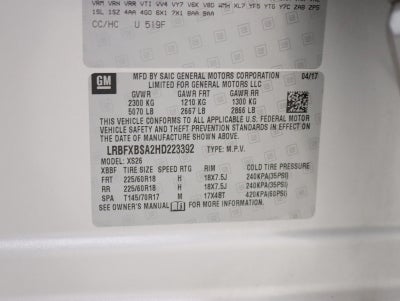 CC/HC U 519F
GM
MFD BY SAIC GENERAL MOTORS CORPORATION 04/17
LIMITED FOR GENERAL MOTORS LLC
GVWR GAWR FRT GAWR RR
2300 KG 1210 KG 1300 KG
5070 LB 2667 LB 2866 LB
THIS VEHICLE CONFORMS TO ALL APPLICABLE U.S.
FEDERAL MOTOR VEHICLE SAFETY, BUMPER, AND
THEFT PREVENTION STANDARDS IN EFFECT ON
THE DATE OF MANUFACTURE SHOWN ABOVE.
LRBFXBSA2HD223392 TYPE: M.P.V.
MODEL: XS26
XBBF TIRE SIZE SPEED RTG RIM COLD TIRE PRESSURE
FRT 225/60R18 H 18X7.5J 240KPA(35PSI)
RR 225/60R18 H 18X7.5J 240KPA(35PSI)
SPA T145/70R17 M 17X4BT 420KPA(60PSI)
SEE OWNER'S MANUAL FOR MORE INFORMATION.